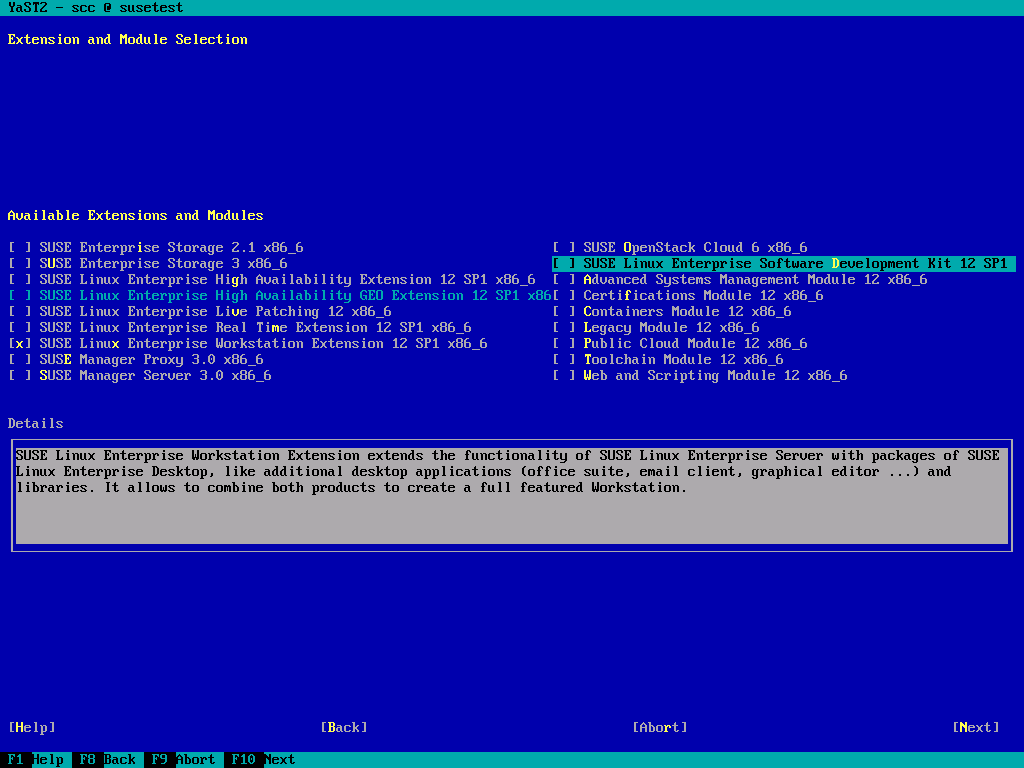 YaST2 - scc @ susetest
Extension and Module Selection
Available Extensions and Modules
[ ] SUSE Enterprise Storage 2.1 x86_6
[ ] SUSE Enterprise Storage 3 x86_6
[ ] SUSE Linux Enterprise High Availability Extension 12 SP1 x86_6
[ ] SUSE Linux Enterprise High Availability GEO Extension 12 SP1 x86
[ ] SUSE Linux Enterprise Live Patching 12 x86_6
[ ] SUSE Linux Enterprise Real Time Extension 12 SP1 x86_6
[x] SUSE Linux Enterprise Workstation Extension 12 SP1 x86_6
[ ] SUSE Manager Proxy 3.0 x86_6
[ ] SUSE Manager Server 3.0 x86_6
[ ] SUSE OpenStack Cloud 6 x86_6
[ ] SUSE Linux Enterprise Software Development Kit 12 SP1
[ ] Advanced Systems Management Module 12 x86_6
[ ] Certifications Module 12 x86_6
[ ] Containers Module 12 x86_6
[ ] Legacy Module 12 x86_6
[ ] Public Cloud Module 12 x86_6
[ ] Toolchain Module 12 x86_6
[ ] Web and Scripting Module 12 x86_6
Details
SUSE Linux Enterprise Workstation Extension extends the functionality of SUSE Linux Enterprise Server with packages of SUSE
Linux Enterprise Desktop, like additional desktop applications (office suite, email client, graphical editor ...) and
libraries. It allows to combine both products to create a full featured Workstation.
[Help] [Back] [Abort] [Next]
F1 Help F8 Back F9 Abort F10 Next